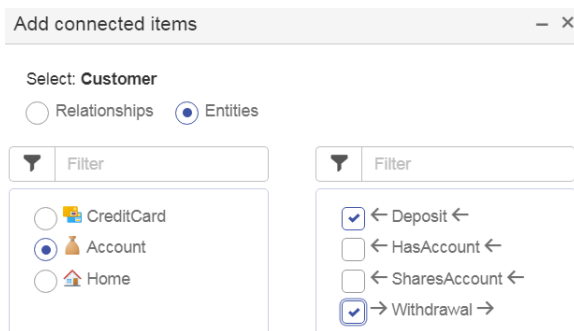 Add connected items
Select: Customer
Relationships Entities
Filter Filter
CreditCard
Account
Home
← Deposit ←
← HasAccount ←
← SharesAccount ←
→ Withdrawal →